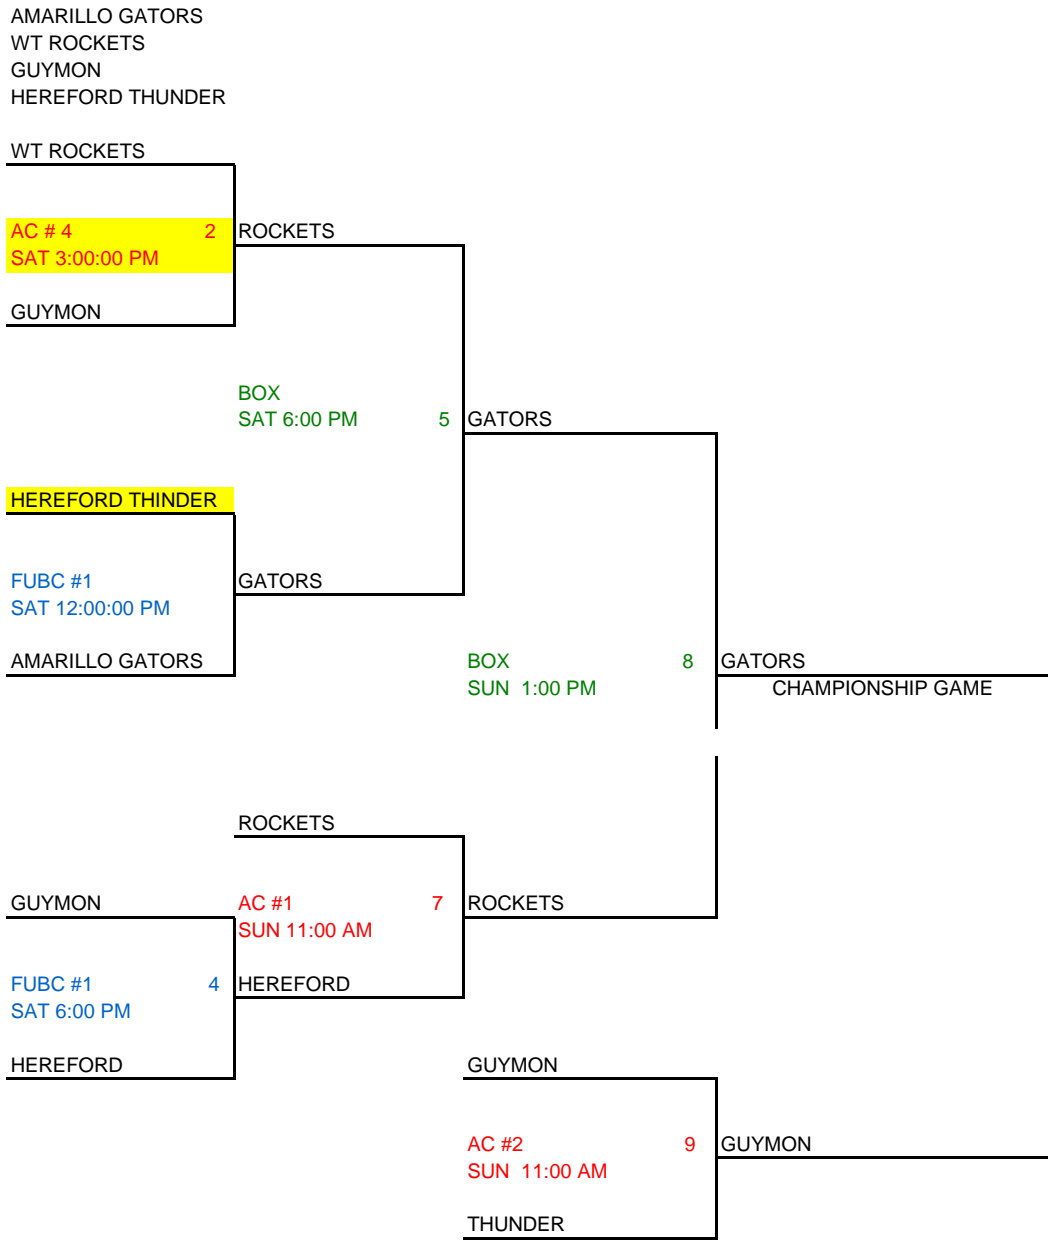 AMARILLO GATORS
WT ROCKETS
GUYMON
HEREFORD THUNDER
WT ROCKETS
AC # 4 2 ROCKETS
SAT 3:00:00 PM
GUYMON
BOX
SAT 6:00 PM 5 GATORS
HEREFORD THINDER
FUBC #1 GATORS
SAT 12:00:00 PM
AMARILLO GATORS BOX 8 GATORS
SUN 1:00 PM CHAMPIONSHIP GAME
ROCKETS
GUYMON AC #1 7 ROCKETS
SUN 11:00 AM
FUBC #1 4 HEREFORD
SAT 6:00 PM
HEREFORD GUYMON
AC #2 9 GUYMON
SUN 11:00 AM
THUNDER